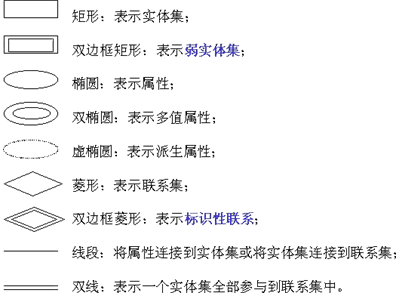 矩形：表示实体集；
双边框矩形：表示弱实体集；
椭圆：表示属性；
双椭圆：表示多值属性；
虚椭圆：表示派生属性；
菱形：表示联系集；
双边框菱形：表示标识性联系；
线段：将属性连接到实体集或将实体集连接到联系集；
双线：表示一个实体集全部参与到联系集中。